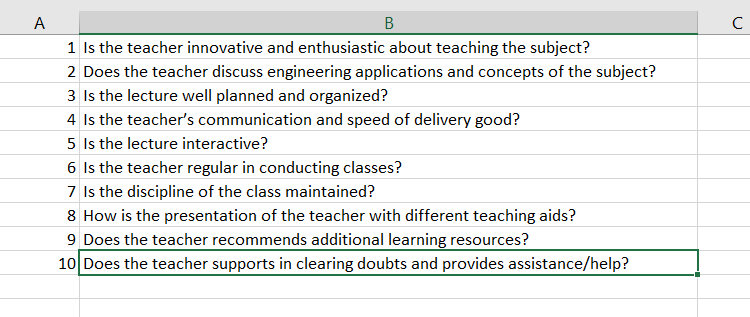 A B C
1 Is the teacher innovative and enthusiastic about teaching the subject?
2 Does the teacher discuss engineering applications and concepts of the subject?
3 Is the lecture well planned and organized?
4 Is the teacher’s communication and speed of delivery good?
5 Is the lecture interactive?
6 Is the teacher regular in conducting classes?
7 Is the discipline of the class maintained?
8 How is the presentation of the teacher with different teaching aids?
9 Does the teacher recommends additional learning resources?
10 Does the teacher supports in clearing doubts and provides assistance/help?